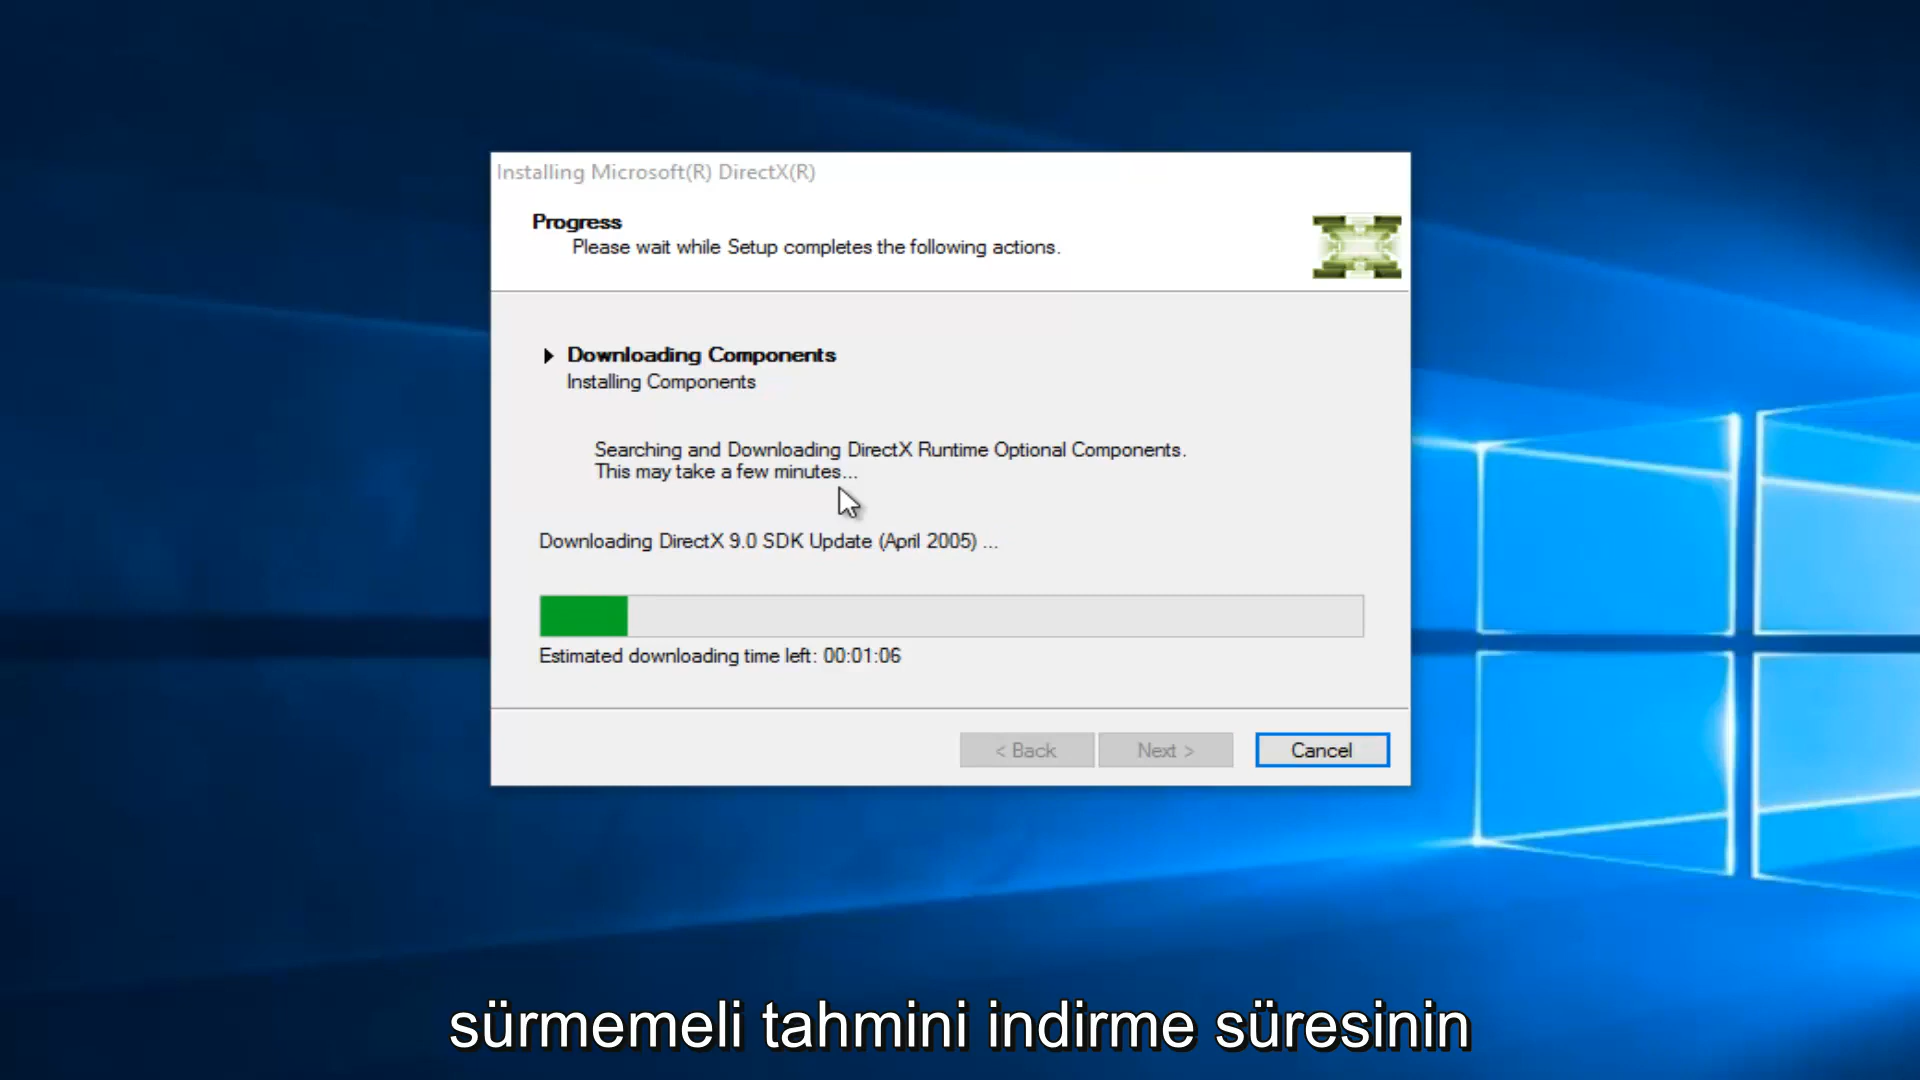 Installing Microsoft(R) DirectX(R)
Progress
Please wait while Setup completes the following actions.
Downloading Components
Installing Components
Searching and Downloading DirectX Runtime Optional Components.
This may take a few minutes...
Downloading DirectX 9.0 SDK Update (April 2005) ...
Estimated downloading time left: 00:01:06
< Back
Next >
Cancel
sürmemeli tahmini indirme süresinin